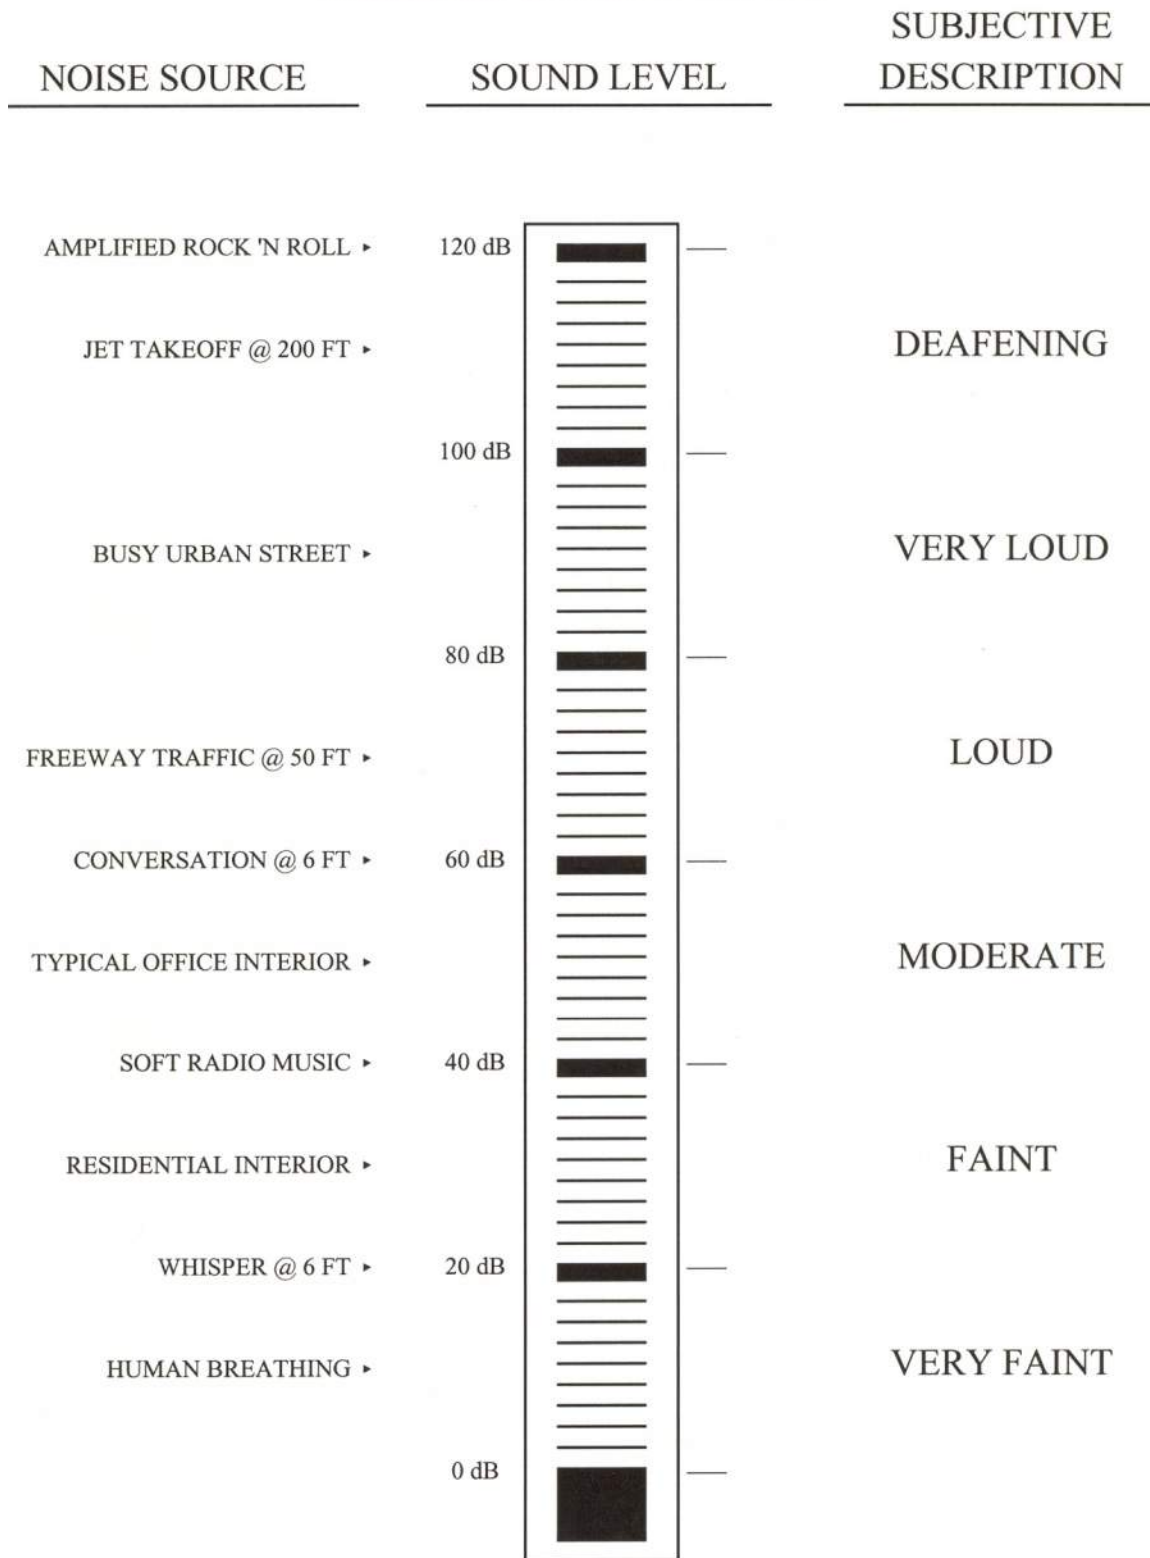 NOISE SOURCE
SOUND LEVEL
SUBJECTIVE
DESCRIPTION
AMPLIFIED ROCK 'N ROLL ▸
120 dB
JET TAKEOFF @ 200 FT ▸
DEAFENING
100 dB
BUSY URBAN STREET ▸
VERY LOUD
80 dB
FREEWAY TRAFFIC @ 50 FT ▸
LOUD
CONVERSATION @ 6 FT ▸
60 dB
TYPICAL OFFICE INTERIOR ▸
MODERATE
SOFT RADIO MUSIC ▸
40 dB
RESIDENTIAL INTERIOR ▸
FAINT
WHISPER @ 6 FT ▸
20 dB
HUMAN BREATHING ▸
VERY FAINT
0 dB